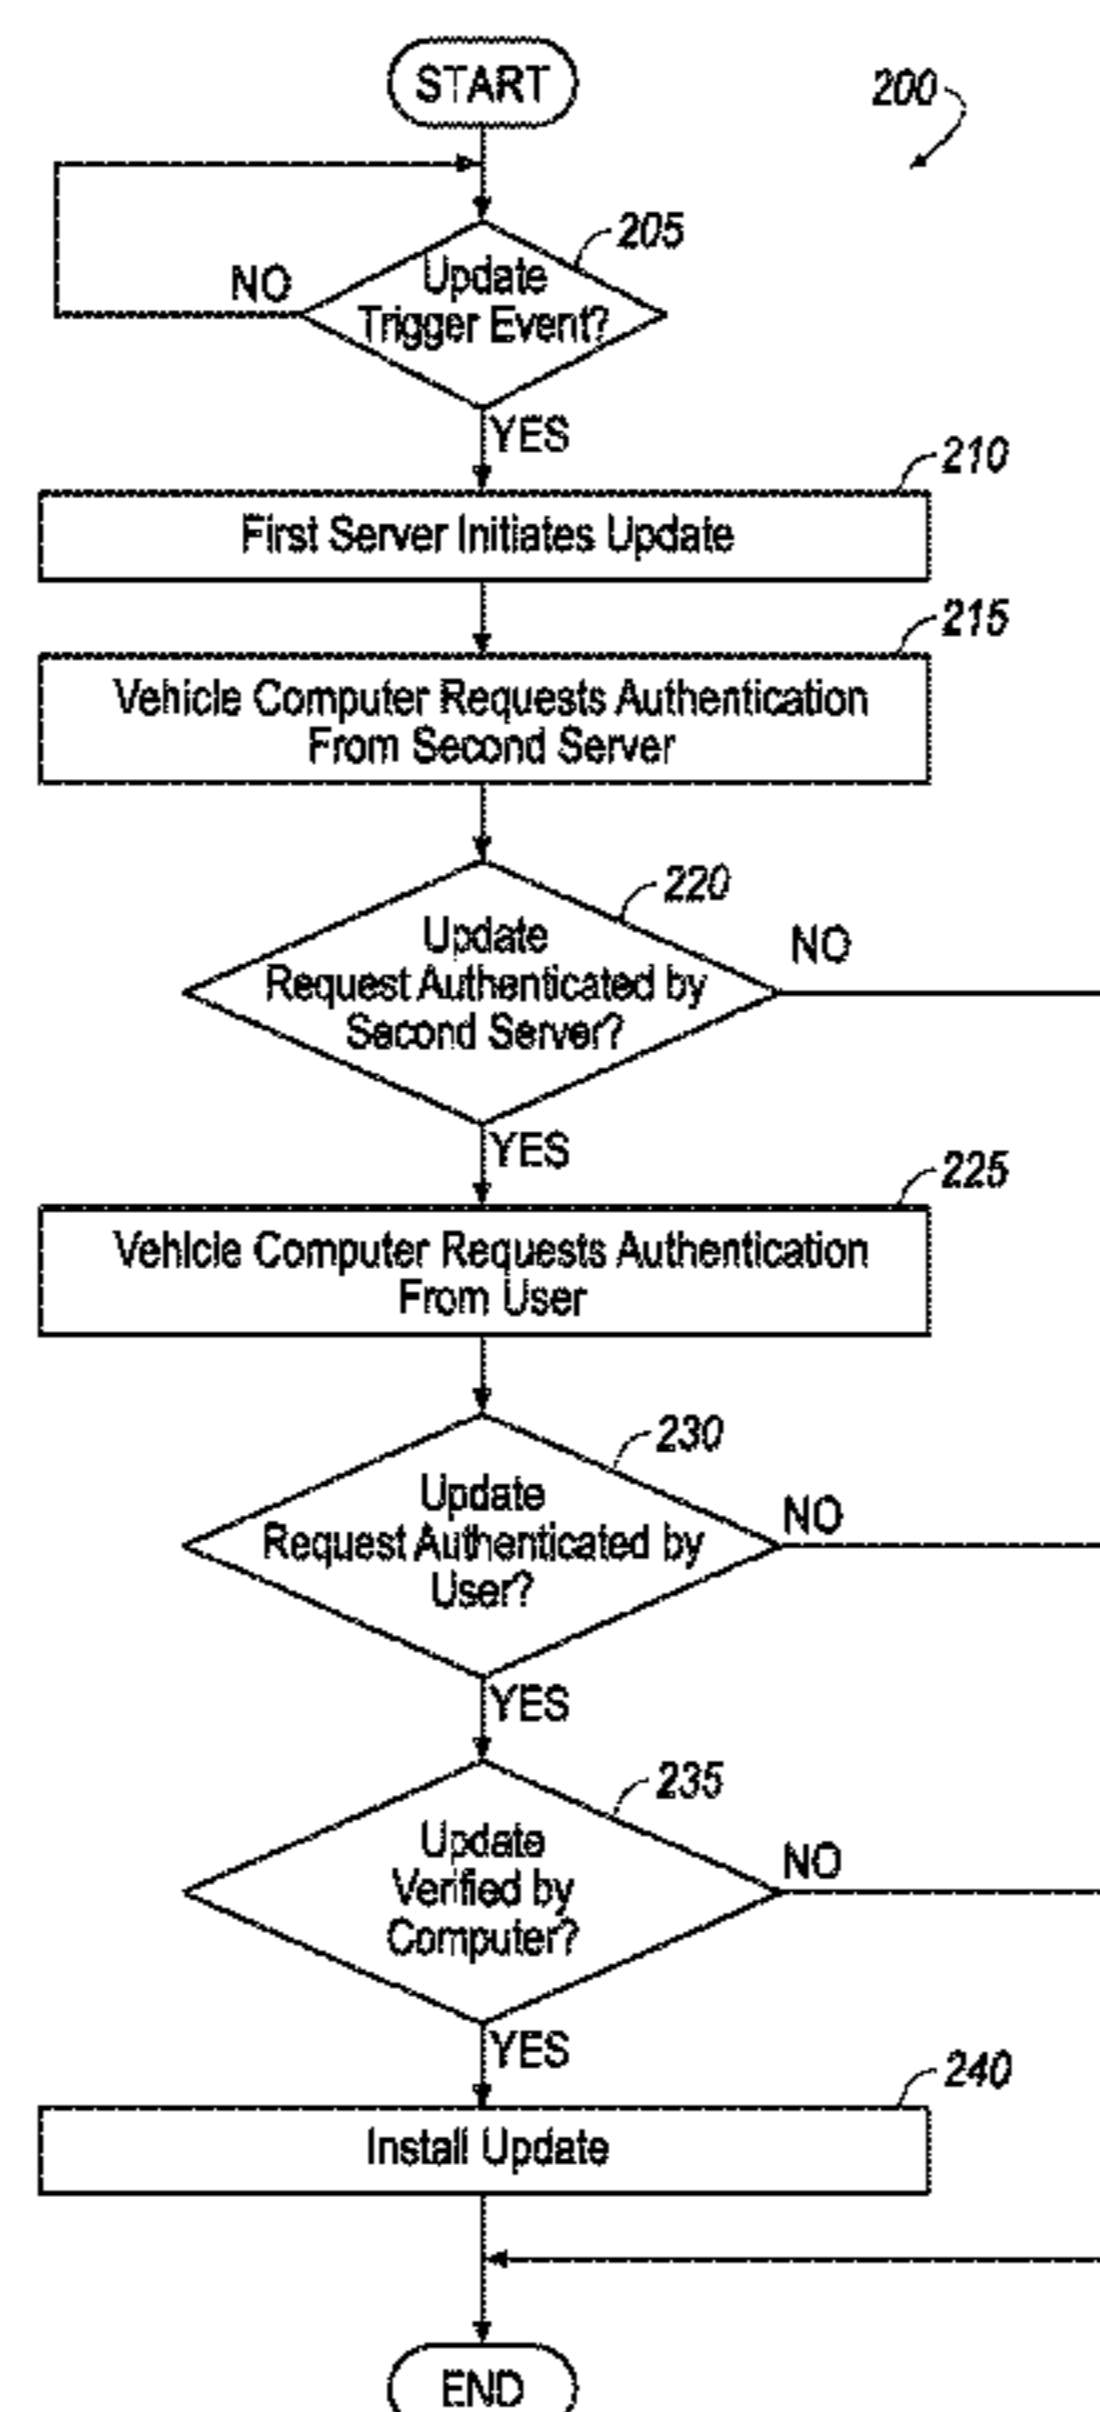 START
200
205
Update
Trigger Event?
NO
YES
210
First Server Initiates Update
215
Vehicle Computer Requests Authentication
From Second Server
220
Update
Request Authenticated by
Second Server?
NO
YES
225
Vehicle Computer Requests Authentication
From User
230
Update
Request Authenticated by
User?
NO
YES
235
Update
Verified by
Computer?
NO
YES
240
Install Update
END